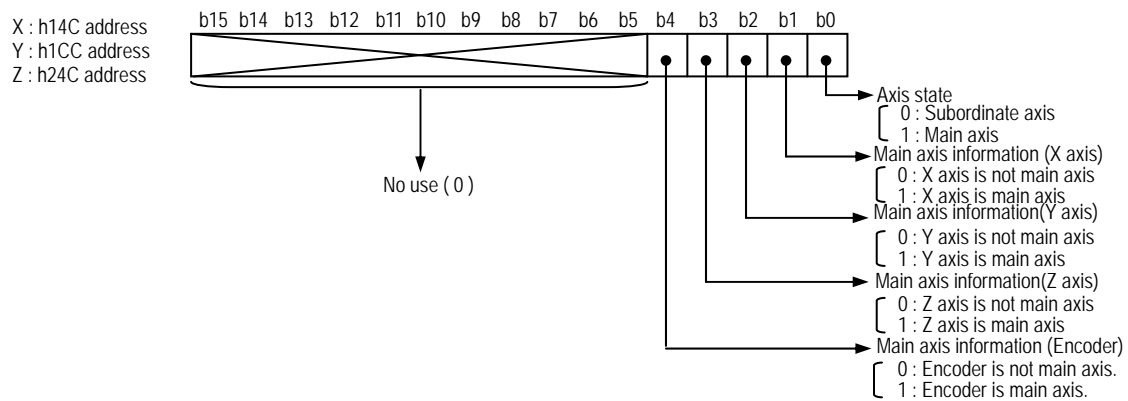 X : h14C address
Y : h1CC address
Z : h24C address
b15 b14 b13 b12 b11 b10 b9 b8 b7 b6 b5 b4 b3 b2 b1 b0
Axis state
0 : Subordinate axis
1 : Main axis
Main axis information (X axis)
0 : X axis is not main axis
1 : X axis is main axis
Main axis information(Y axis)
0 : Y axis is not main axis
1 : Y axis is main axis
Main axis information(Z axis)
0 : Z axis is not main axis
1 : Z axis is main axis
Main axis information (Encoder)
0 : Encoder is not main axis.
1 : Encoder is main axis.
No use ( 0 )